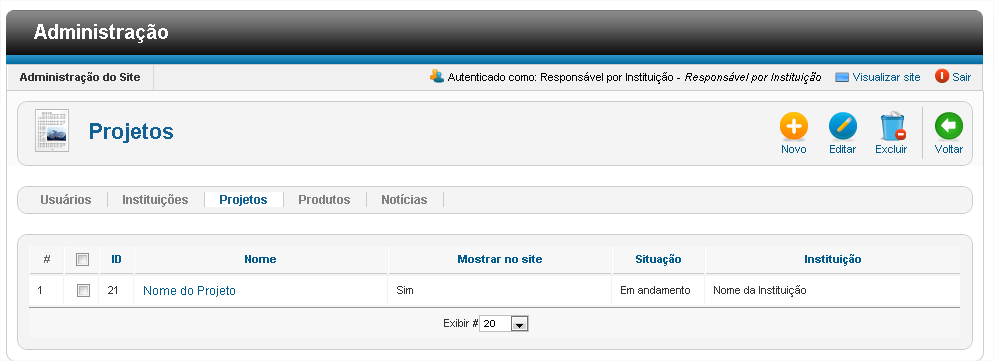 Administração
Administração do Site Autenticado como: Responsável por Instituição - Responsável por Instituição Visualizar site Sair
Projetos Novo Editar Excluir Voltar
Usuários Instituições Projetos Produtos Notícias
# ID Nome Mostrar no site Situação Instituição
1 21 Nome do Projeto Sim Em andamento Nome da Instituição
Exibir # 20